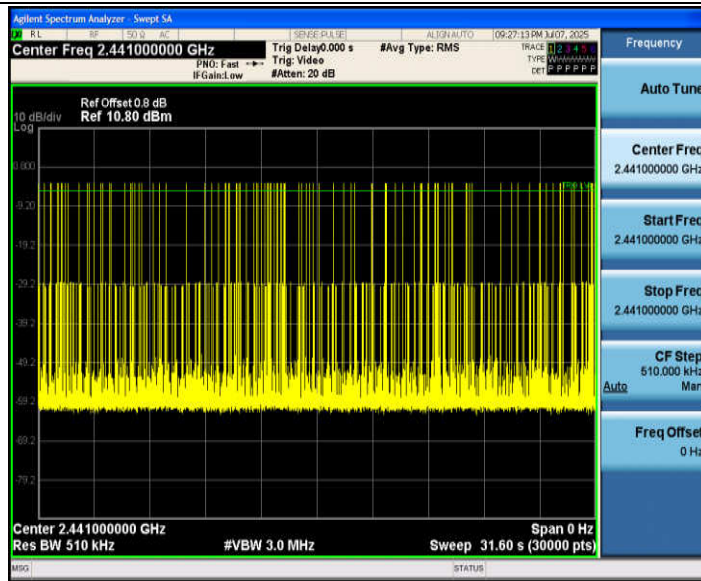 Agilent Spectrum Analyzer - Swept SA
RL RF 50 Ω AC SENSE:PULSE ALIGN AUTO 09:27:13 PM Jul 07, 2025
Center Freq 2.441000000 GHz
PNO: Fast
IFGain:Low
Trig Delay0.000 s
Trig: Video
#Atten: 20 dB
#Avg Type: RMS
TRACE 1 2 3 4 5 6
TYPE
DET P P P P P P
Ref Offset 0.8 dB
10 dB/div Ref 10.80 dBm
Log
0.800
TRIG LVL
-9.20
-19.2
-29.2
-39.2
-49.2
-59.2
-69.2
-79.2
Center 2.441000000 GHz Span 0 Hz
Res BW 510 kHz #VBW 3.0 MHz Sweep 31.60 s (30000 pts)
MSG STATUS
Frequency
Auto Tune
Center Freq
2.441000000 GHz
Start Freq
2.441000000 GHz
Stop Freq
2.441000000 GHz
CF Step
510.000 kHz
Auto Man
Freq Offset
0 Hz